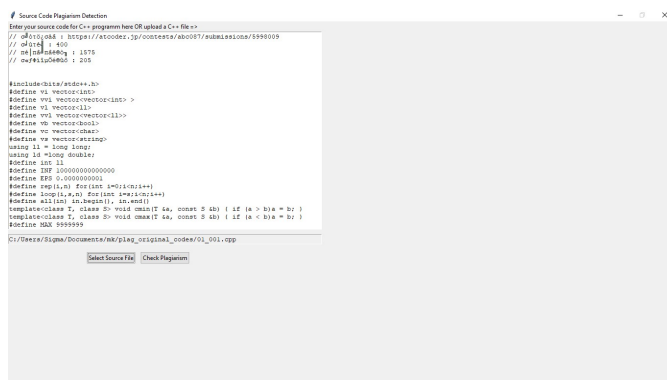 Source Code Plagiarism Detection
Enter your source code for C++ programm here OR upload a C++ file =>
// : https://atcoder.jp/contests/abc087/submissions/5998009
// : 400
// : 1575
// : 205
#include<bits/stdc++.h>
#define vi vector<int>
#define vvi vector<vector<int> >
#define vl vector<ll>
#define vvl vector<vector<ll>>
#define vb vector<bool>
#define vc vector<char>
#define vs vector<string>
using ll = long long;
using ld =long double;
#define int ll
#define INF
#define EPS 0.0000000001
#define rep(i,n) for(int i=0;i<n;i++)
#define loop(i,s,n) for(int i=s;i<n;i++)
#define all(in) in.begin(), in.end()
template<class T, class S> void cmin(T &a, const S &b) { if (a > b)a = b; }
template<class T, class S> void cmax(T &a, const S &b) { if (a < b)a = b; }
#define MAX 9999999
C:/Users/Sigma/Documents/mk/plag_original_codes/01_001.cpp
Select Source File Check Plagiarism